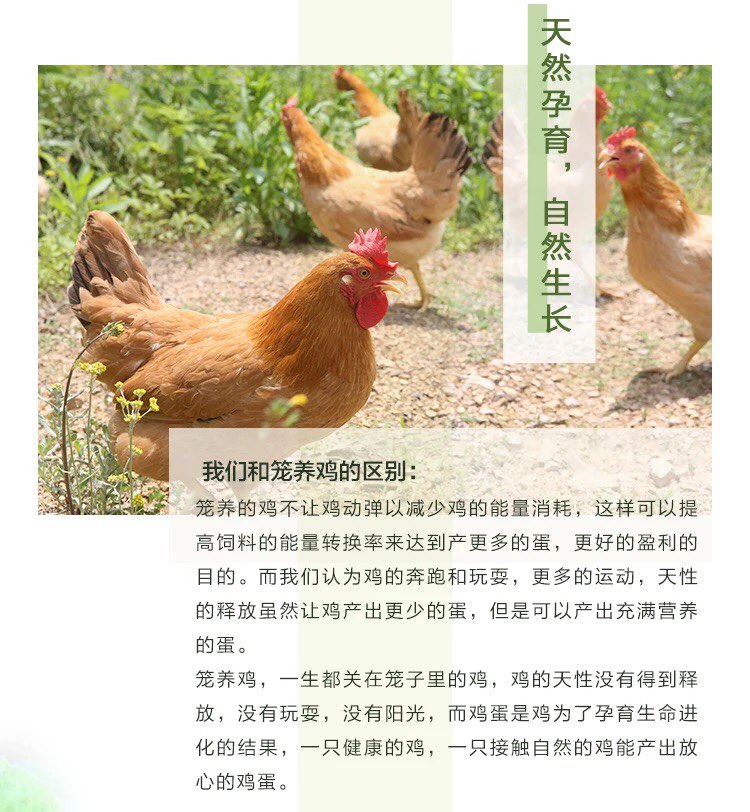 天然孕育，自然生长
我们和笼养鸡的区别：
笼养的鸡不让鸡动弹以减少鸡的能量消耗，这样可以提
高饲料的能量转换率来达到产更多的蛋，更好的盈利的
目的。而我们认为鸡的奔跑和玩耍，更多的运动，天性
的释放虽然让鸡产出更少的蛋，但是可以产出充满营养
的蛋。
笼养鸡，一生都关在笼子里的鸡，鸡的天性没有得到释
放，没有玩耍，没有阳光，而鸡蛋是鸡为了孕育生命进
化的结果，一只健康的鸡，一只接触自然的鸡能产出放
心的鸡蛋。